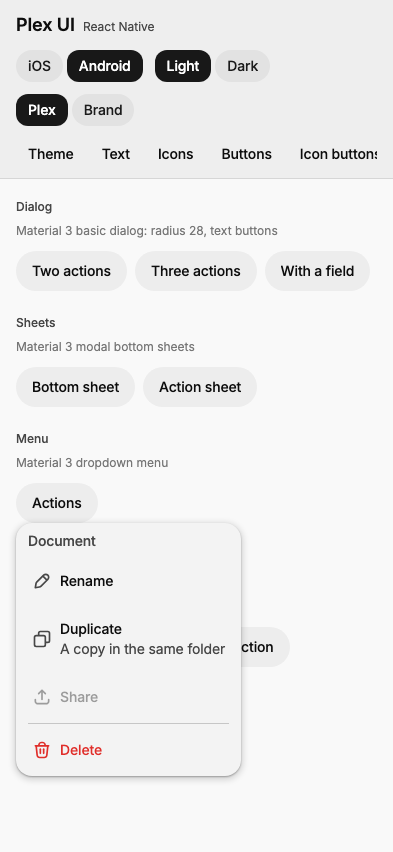 Plex UI React Native
iOS Android Light Dark
Plex Brand
Theme Text Icons Buttons Icon buttons
Dialog
Material 3 basic dialog: radius 28, text buttons
Two actions Three actions With a field
Sheets
Material 3 modal bottom sheets
Bottom sheet Action sheet
Menu
Material 3 dropdown menu
Actions
Document
Rename
Duplicate
A copy in the same folder
ction
Share
Delete